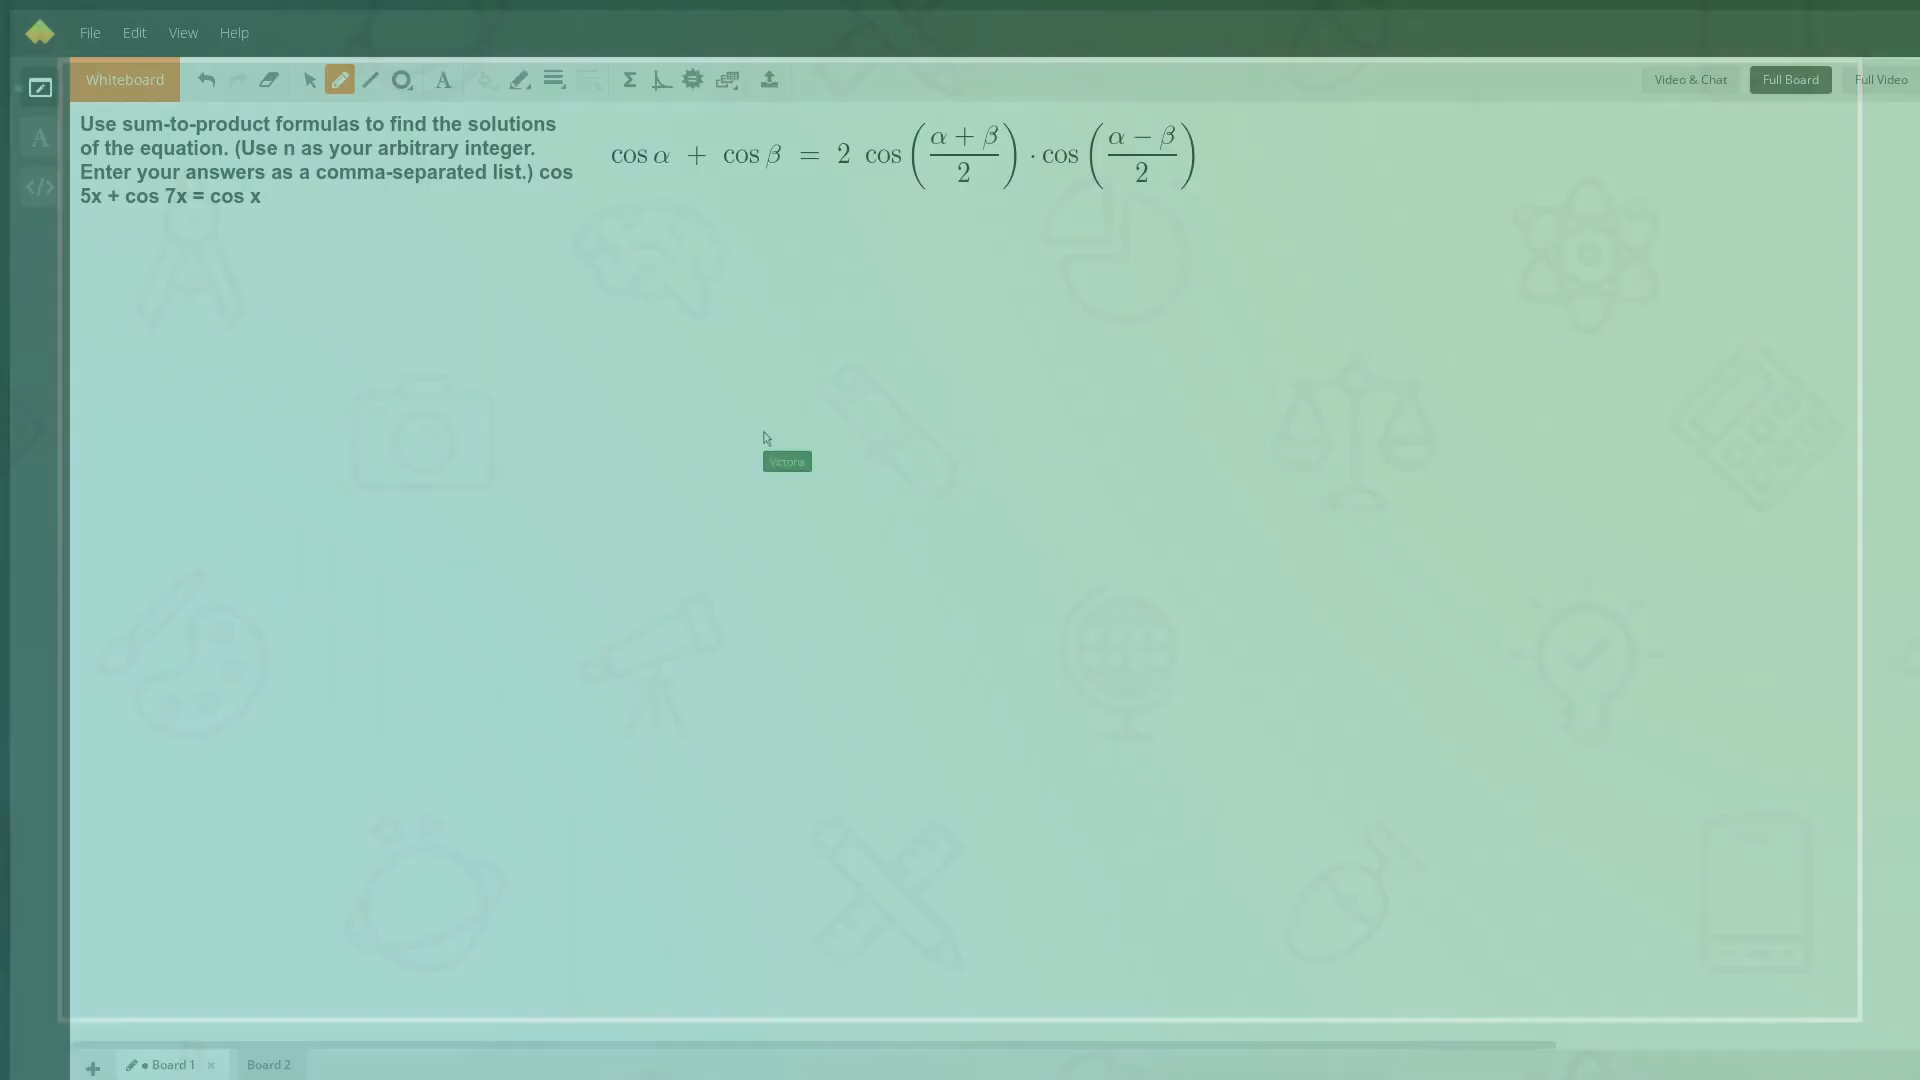 File Edit View Help
Whiteboard A Σ Video & Chat Full Board Full Video
A
</>
Use sum-to-product formulas to find the solutions
of the equation. (Use n as your arbitrary integer.
Enter your answers as a comma-separated list.) cos
5x + cos 7x = cos x
cos α + cos β = 2 cos((α + β)/2) · cos((α − β)/2)
Victoria
+ Board 1 × Board 2